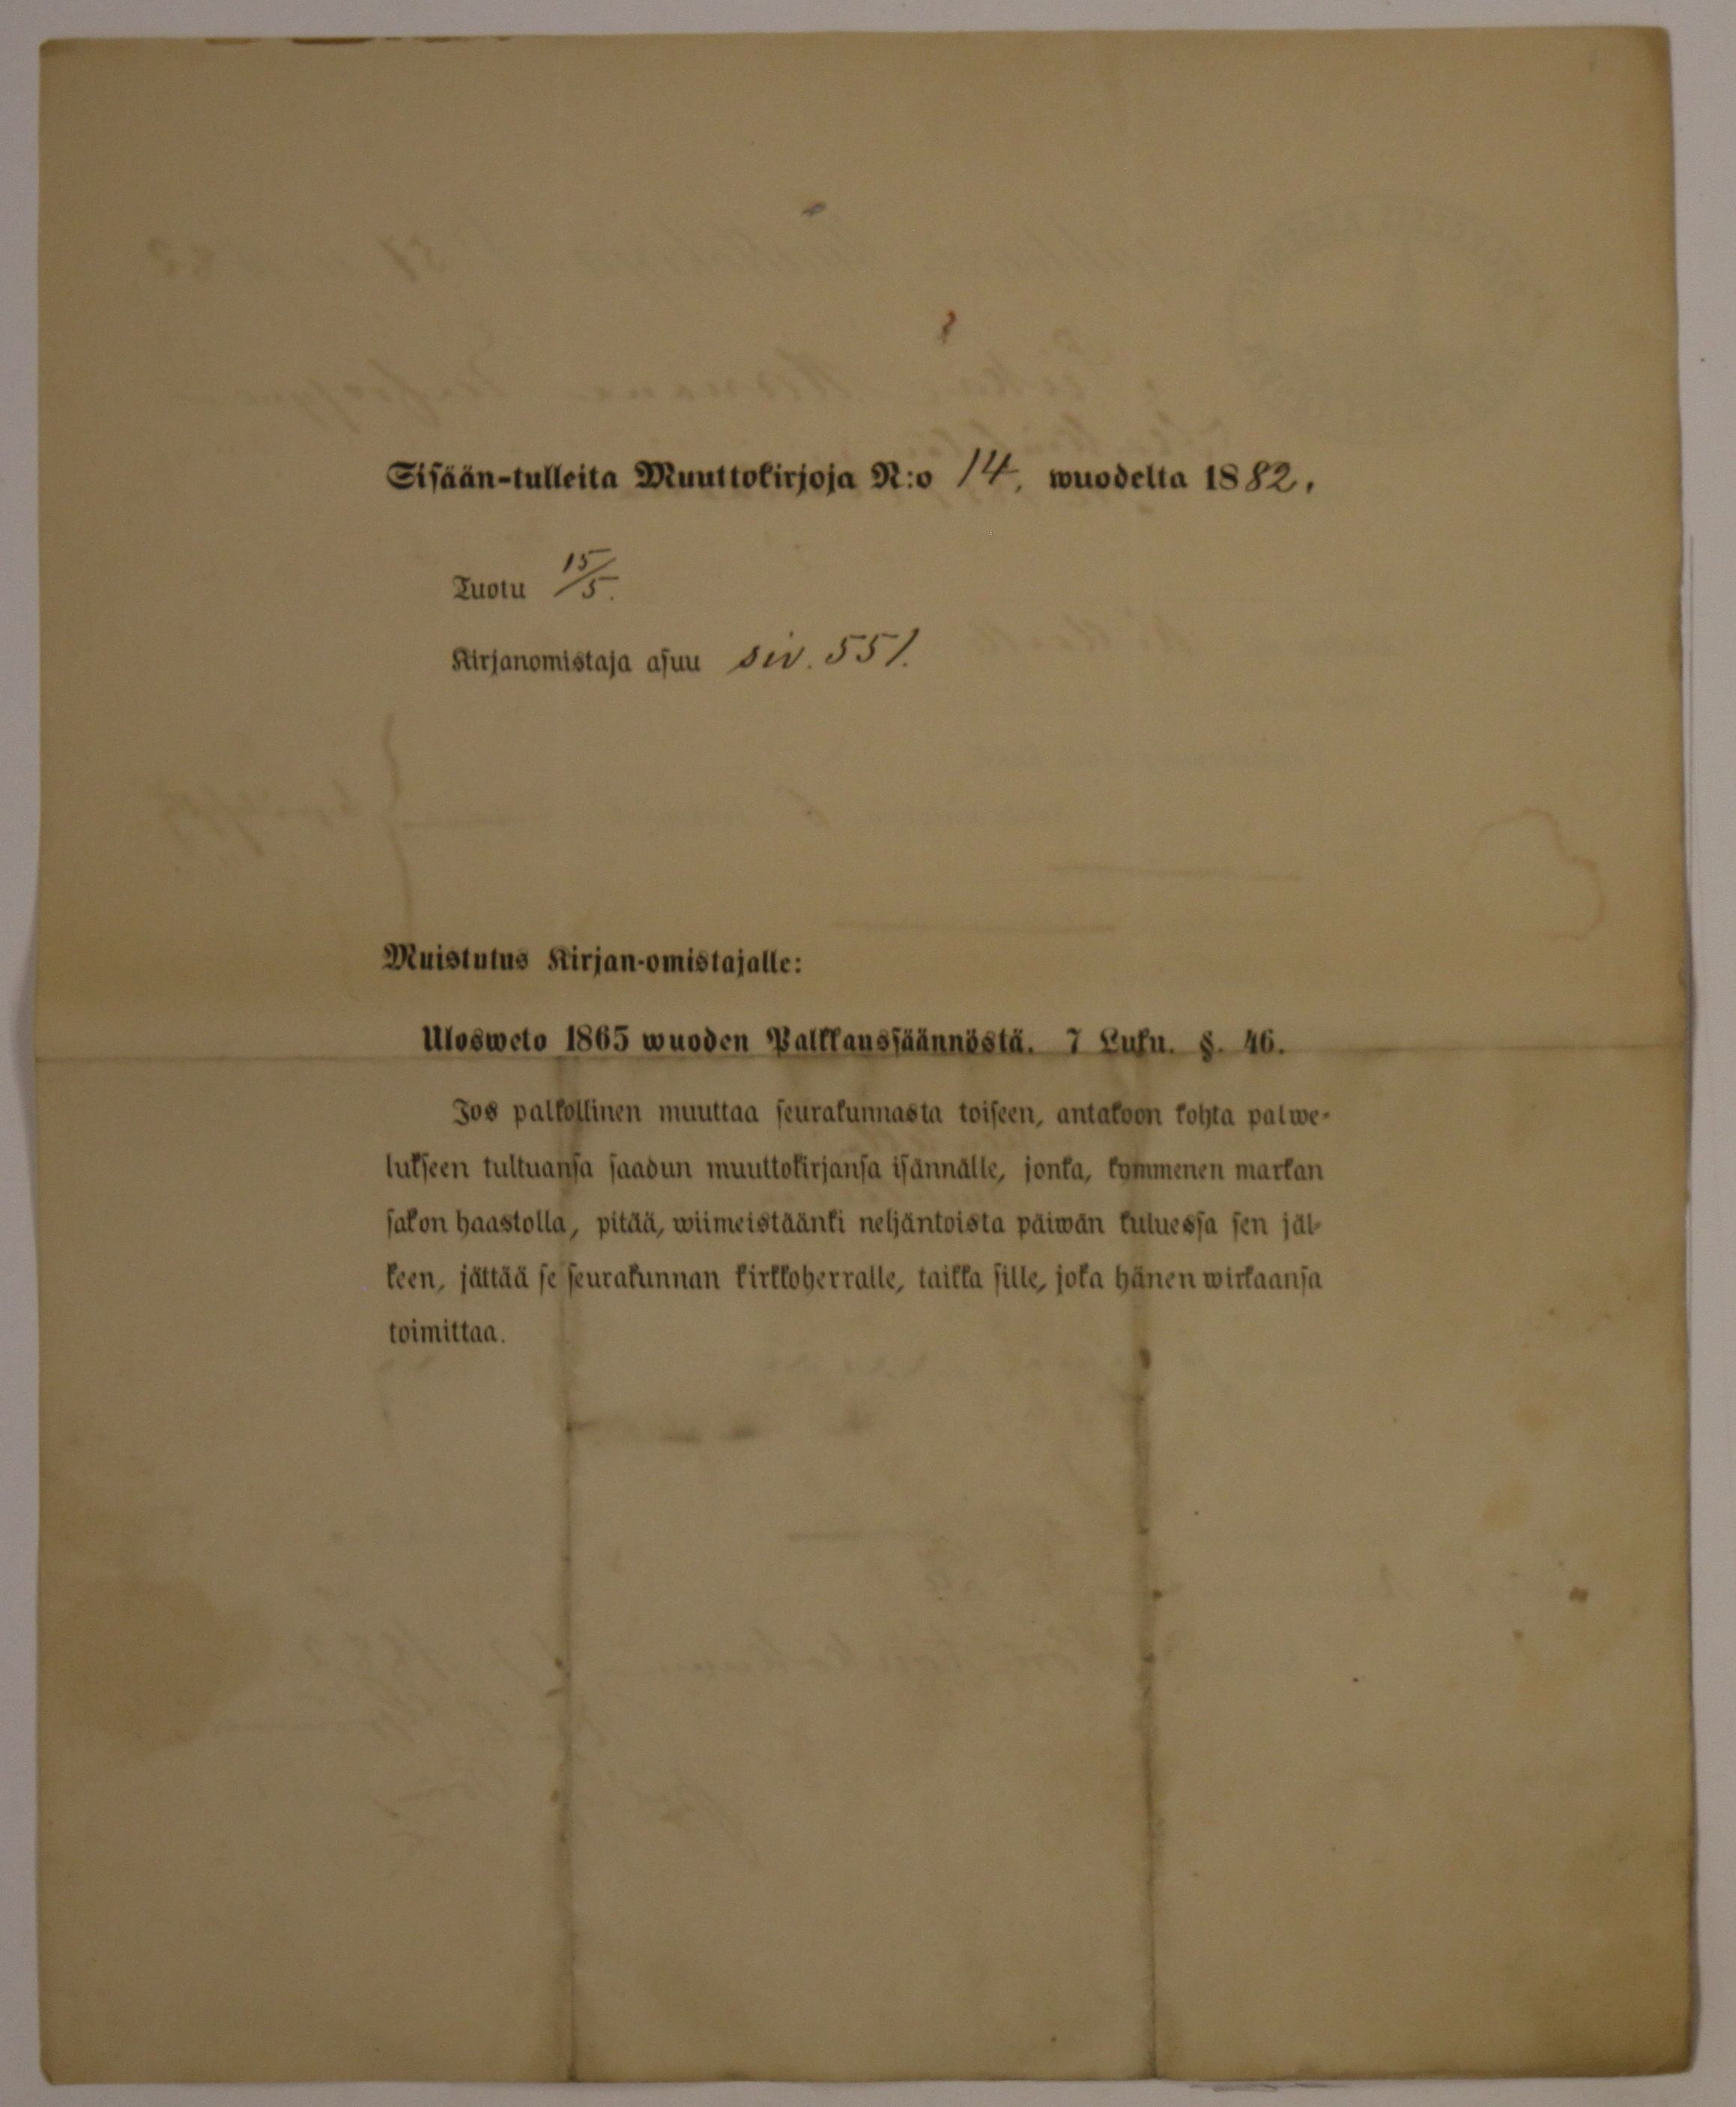 Sisään-tulleita Muuttokirjoja N:o 14. wuodelta 1882.
Tuotu 15/5.
Kirjanomistaja asuu siv. 551.
Muistutus Kirjan-omistajalle:
Ulosweto 1865 wuoden Palkkaussäännöstä. 7 Luku. §. 46.
Jos palkollinen muuttaa seurakunnasta toiseen, antakoon kohta palwe-
lukseen tultuansa saadun muuttokirjansa isännälle, jonka, kymmenen markan
sakon haastolla, pitää, wiimeistäänki neljäntoista päiwän kuluessa sen jäl-
keen, jättää se seurakunnan kirkkoherralle, taikka sille, joka hänen wirkaansa
toimittaa.